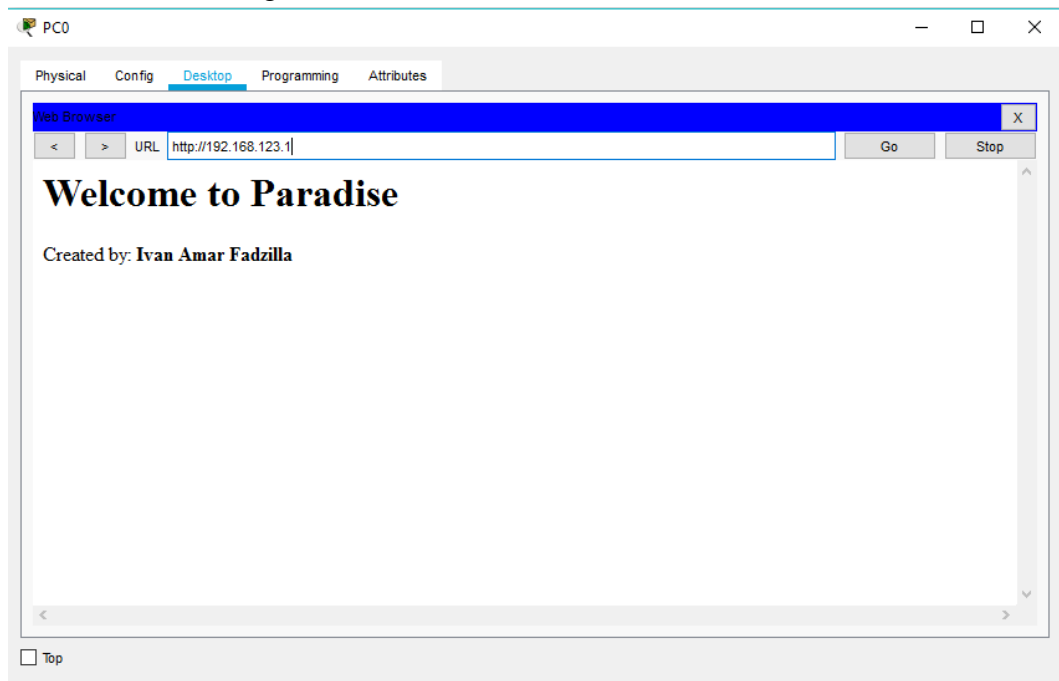 PC0
Physical Config Desktop Programming Attributes
Web Browser X
< > URL http://192.168.123.1 Go Stop
Welcome to Paradise
Created by: Ivan Amar Fadzilla
Top